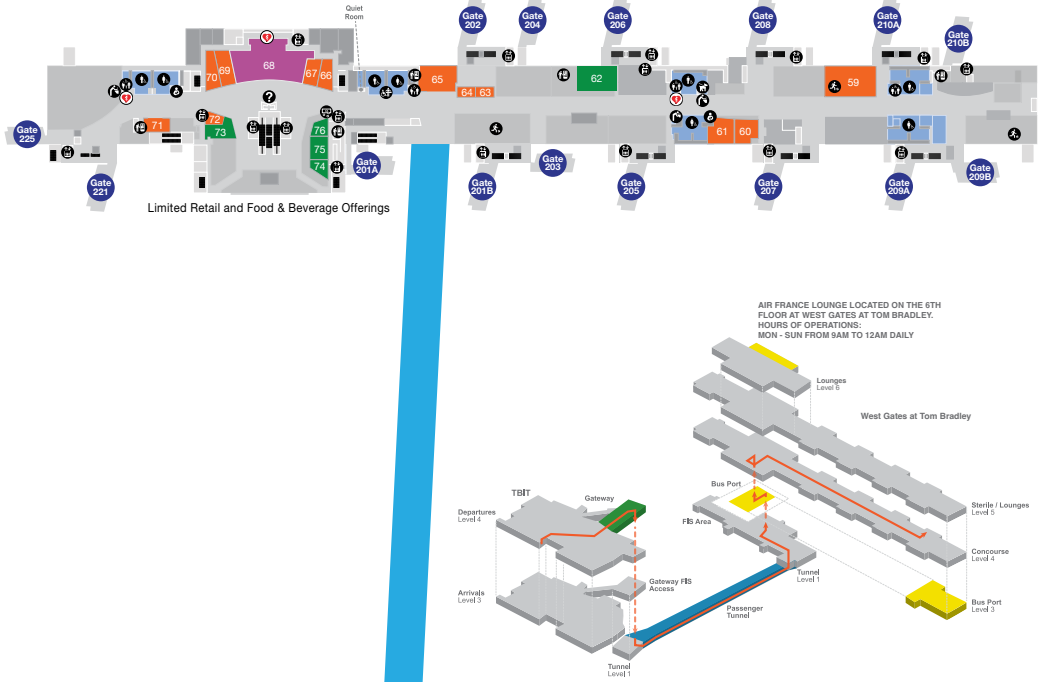 Quiet
Room
Gate
202
Gate
204
Gate
206
Gate
208
Gate
210A
Gate
210B
70
69
68
67
66
65
64
63
62
59
71
72
73
?
76
75
74
61
60
Gate
225
Gate
221
Gate
201A
Gate
201B
Gate
203
Gate
205
Gate
207
Gate
209A
Gate
209B
Limited Retail and Food & Beverage Offerings
AIR FRANCE LOUNGE LOCATED ON THE 6TH
FLOOR AT WEST GATES AT TOM BRADLEY.
HOURS OF OPERATIONS:
MON - SUN FROM 9AM TO 12AM DAILY
Lounges
Level 6
West Gates at Tom Bradley
Bus Port
TBIT
Gateway
Departures
Level 4
FIS Area
Sterile / Lounges
Level 5
Concourse
Level 4
Tunnel
Level 1
Gateway FIS
Access
Arrivals
Level 3
Passenger
Tunnel
Bus Port
Level 3
Tunnel
Level 1